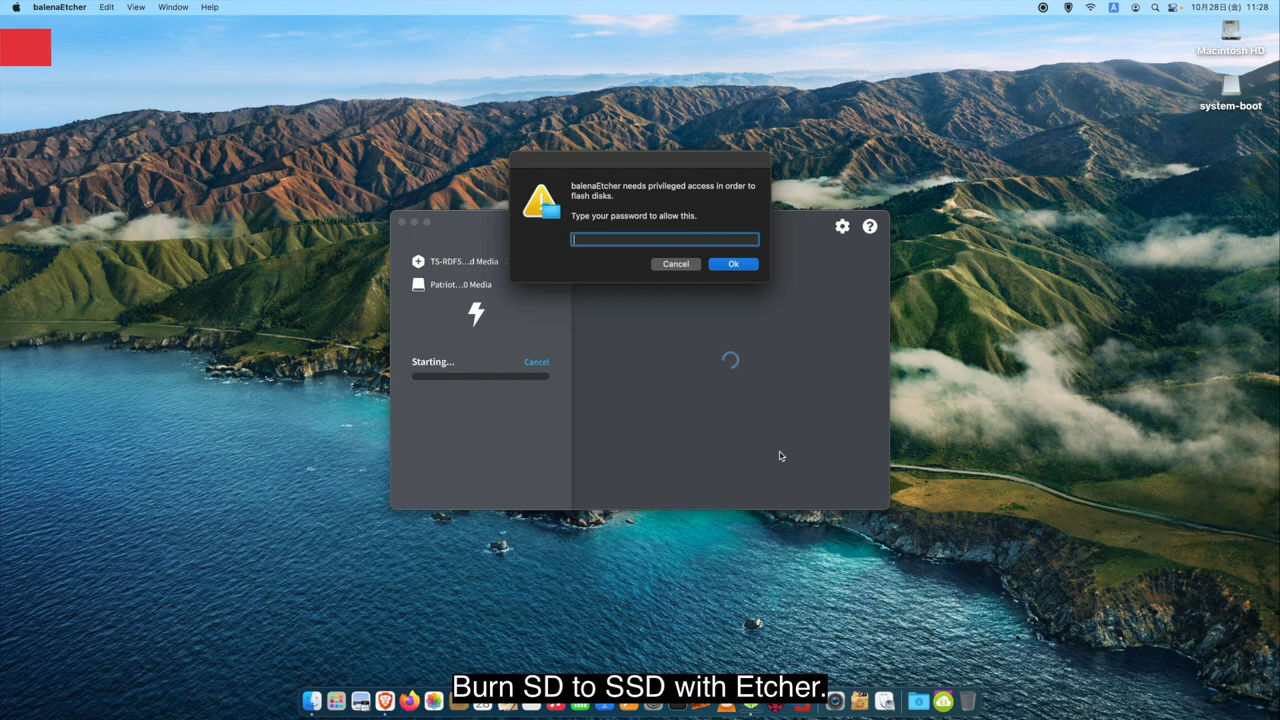 balenaEtcher Edit View Window Help
A 10月28日(金) 11:28
Macintosh HD
system-boot
balenaEtcher needs privileged access in order to
flash disks.
Type your password to allow this.
Cancel Ok
TS-RDF5...d Media
Patriot...0 Media
Starting... Cancel
Burn SD to SSD with Etcher.